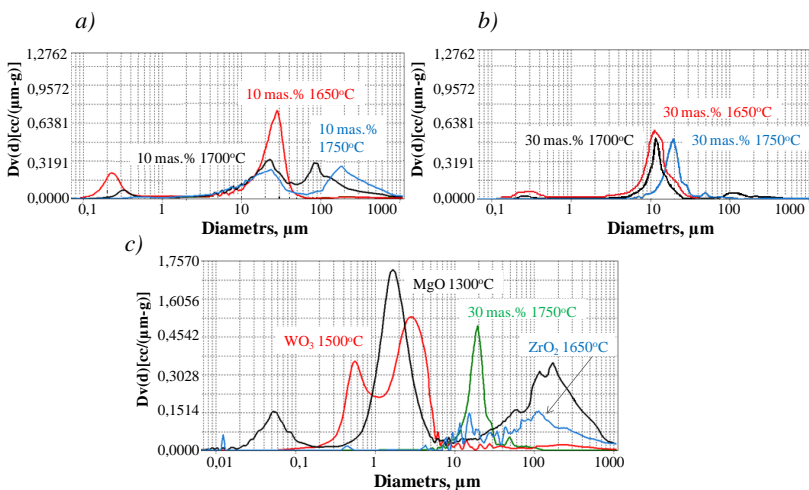 a)
Dv(d)[cc/(μm-g)]
1,2762
0,9572
0,6381
0,3191
0,0000
10 mas.% 1650°C
10 mas.%
1750°C
10 mas.% 1700°C
0,1 1 10 100 1000
Diametrs, μm
b)
Dv(d)[cc/(μm-g)]
1,2762
0,9572
0,6381
0,3191
0,0000
30 mas.% 1650°C
30 mas.% 1700°C
30 mas.% 1750°C
0,1 1 10 100 1000
Diametrs, μm
c)
Dv(d)[cc/(μm-g)]
1,7570
1,6056
0,4542
0,3028
0,1514
0,0000
MgO 1300°C
30 mas.% 1750°C
WO₃ 1500°C
ZrO₂ 1650°C
0,01 0,1 1 10 100 1000
Diametrs, μm